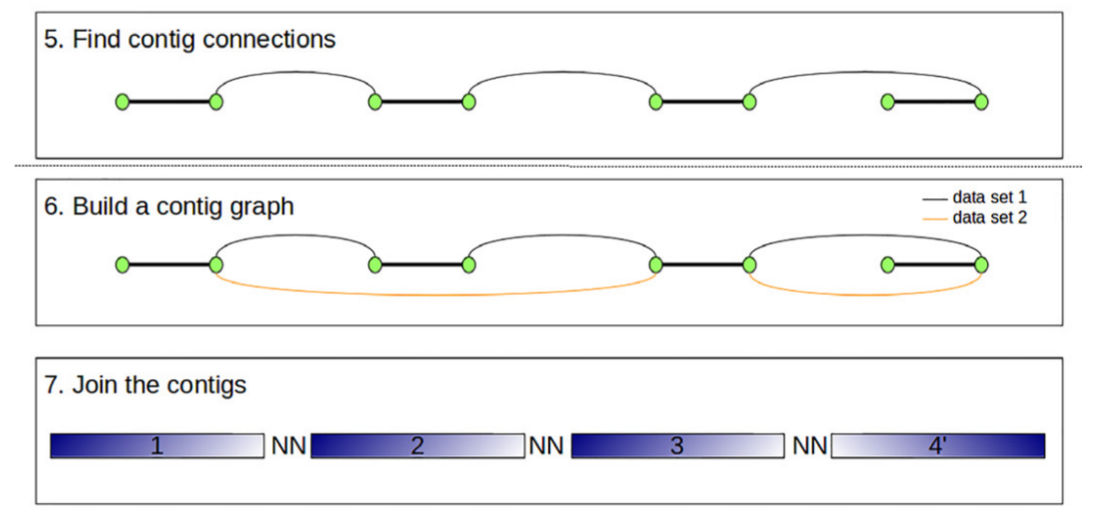 5. Find contig connections
6. Build a contig graph
data set 1
data set 2
7. Join the contigs
1 NN 2 NN 3 NN 4'